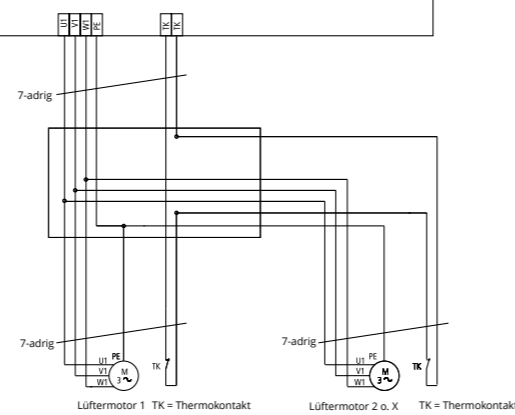 U1 V1 W1 PE TK TK
7-adrig
7-adrig
7-adrig
U1 PE
V1
W1
M
3
TK
U1 PE
V1
W1
M
3
TK
Lüftermotor 1 TK = Thermokontakt
Lüftermotor 2 o. X TK = Thermokontakt